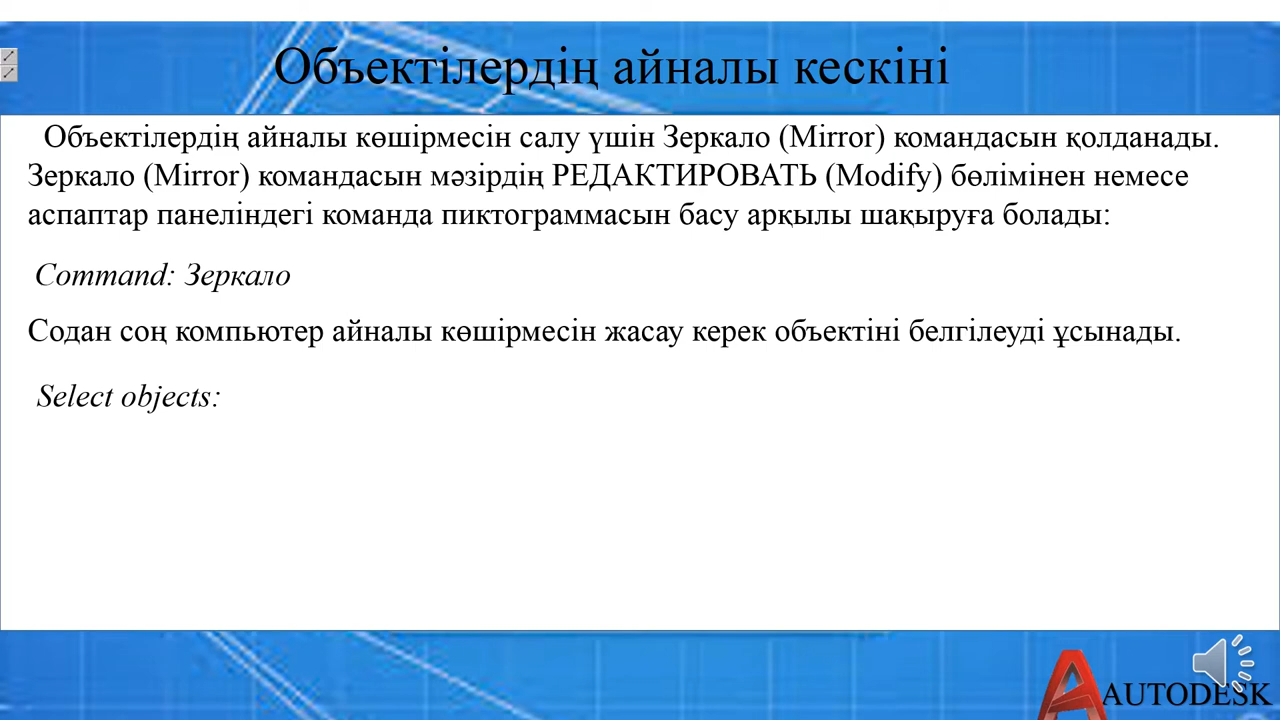 Объектілердің айналы кескіні
Объектілердің айналы көшірмесін салу үшін Зеркало (Mirror) командасын қолданады.
Зеркало (Mirror) командасын мәзірдің РЕДАКТИРОВАТЬ (Modify) бөлімінен немесе
аспаптар панеліндегі команда пиктограммасын басу арқылы шақыруға болады:
Command: Зеркало
Содан соң компьютер айналы көшірмесін жасау керек объектіні белгілеуді ұсынады.
Select objects:
AUTODESK